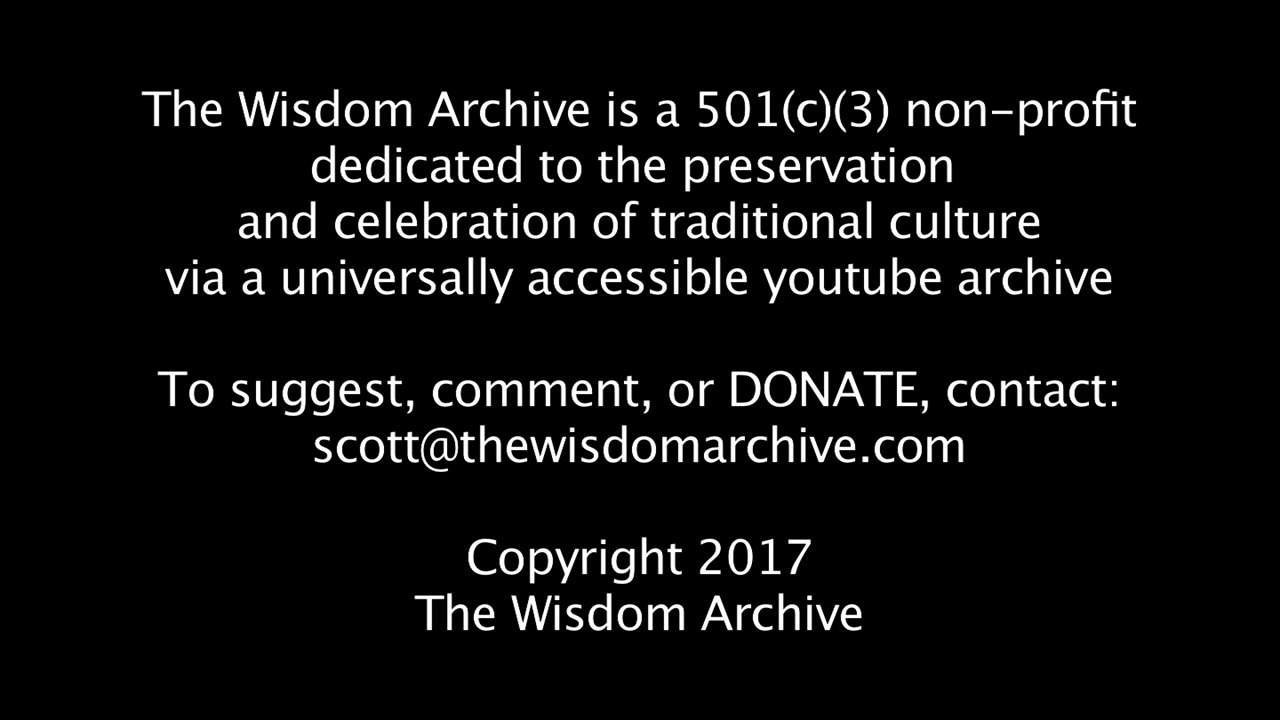 The Wisdom Archive is a 501(c)(3) non-profit
dedicated to the preservation
and celebration of traditional culture
via a universally accessible youtube archive
To suggest, comment, or DONATE, contact:
scott@thewisdomarchive.com
Copyright 2017
The Wisdom Archive